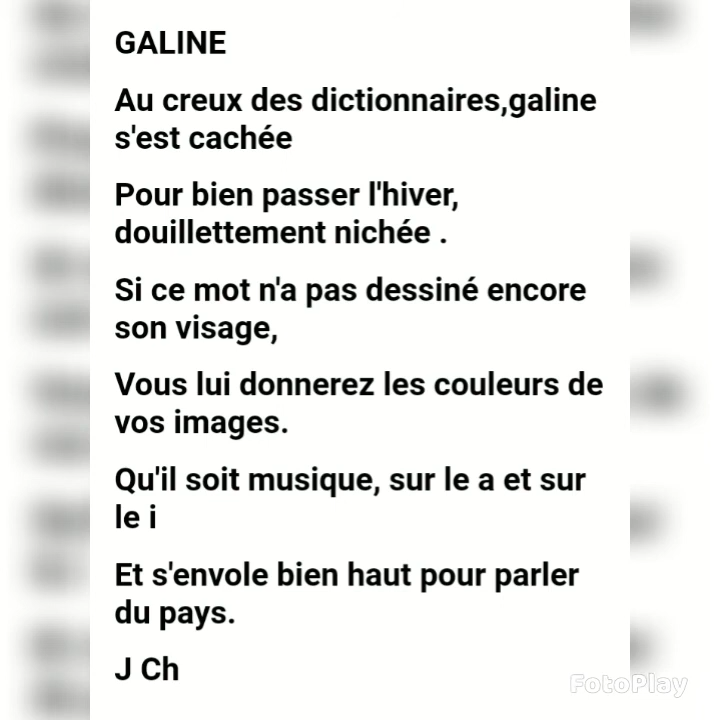 GALINE
Au creux des dictionnaires,galine
s'est cachée
Pour bien passer l'hiver,
douillettement nichée .
Si ce mot n'a pas dessiné encore
son visage,
Vous lui donnerez les couleurs de
vos images.
Qu'il soit musique, sur le a et sur
le i
Et s'envole bien haut pour parler
du pays.
J Ch
FotoPlay